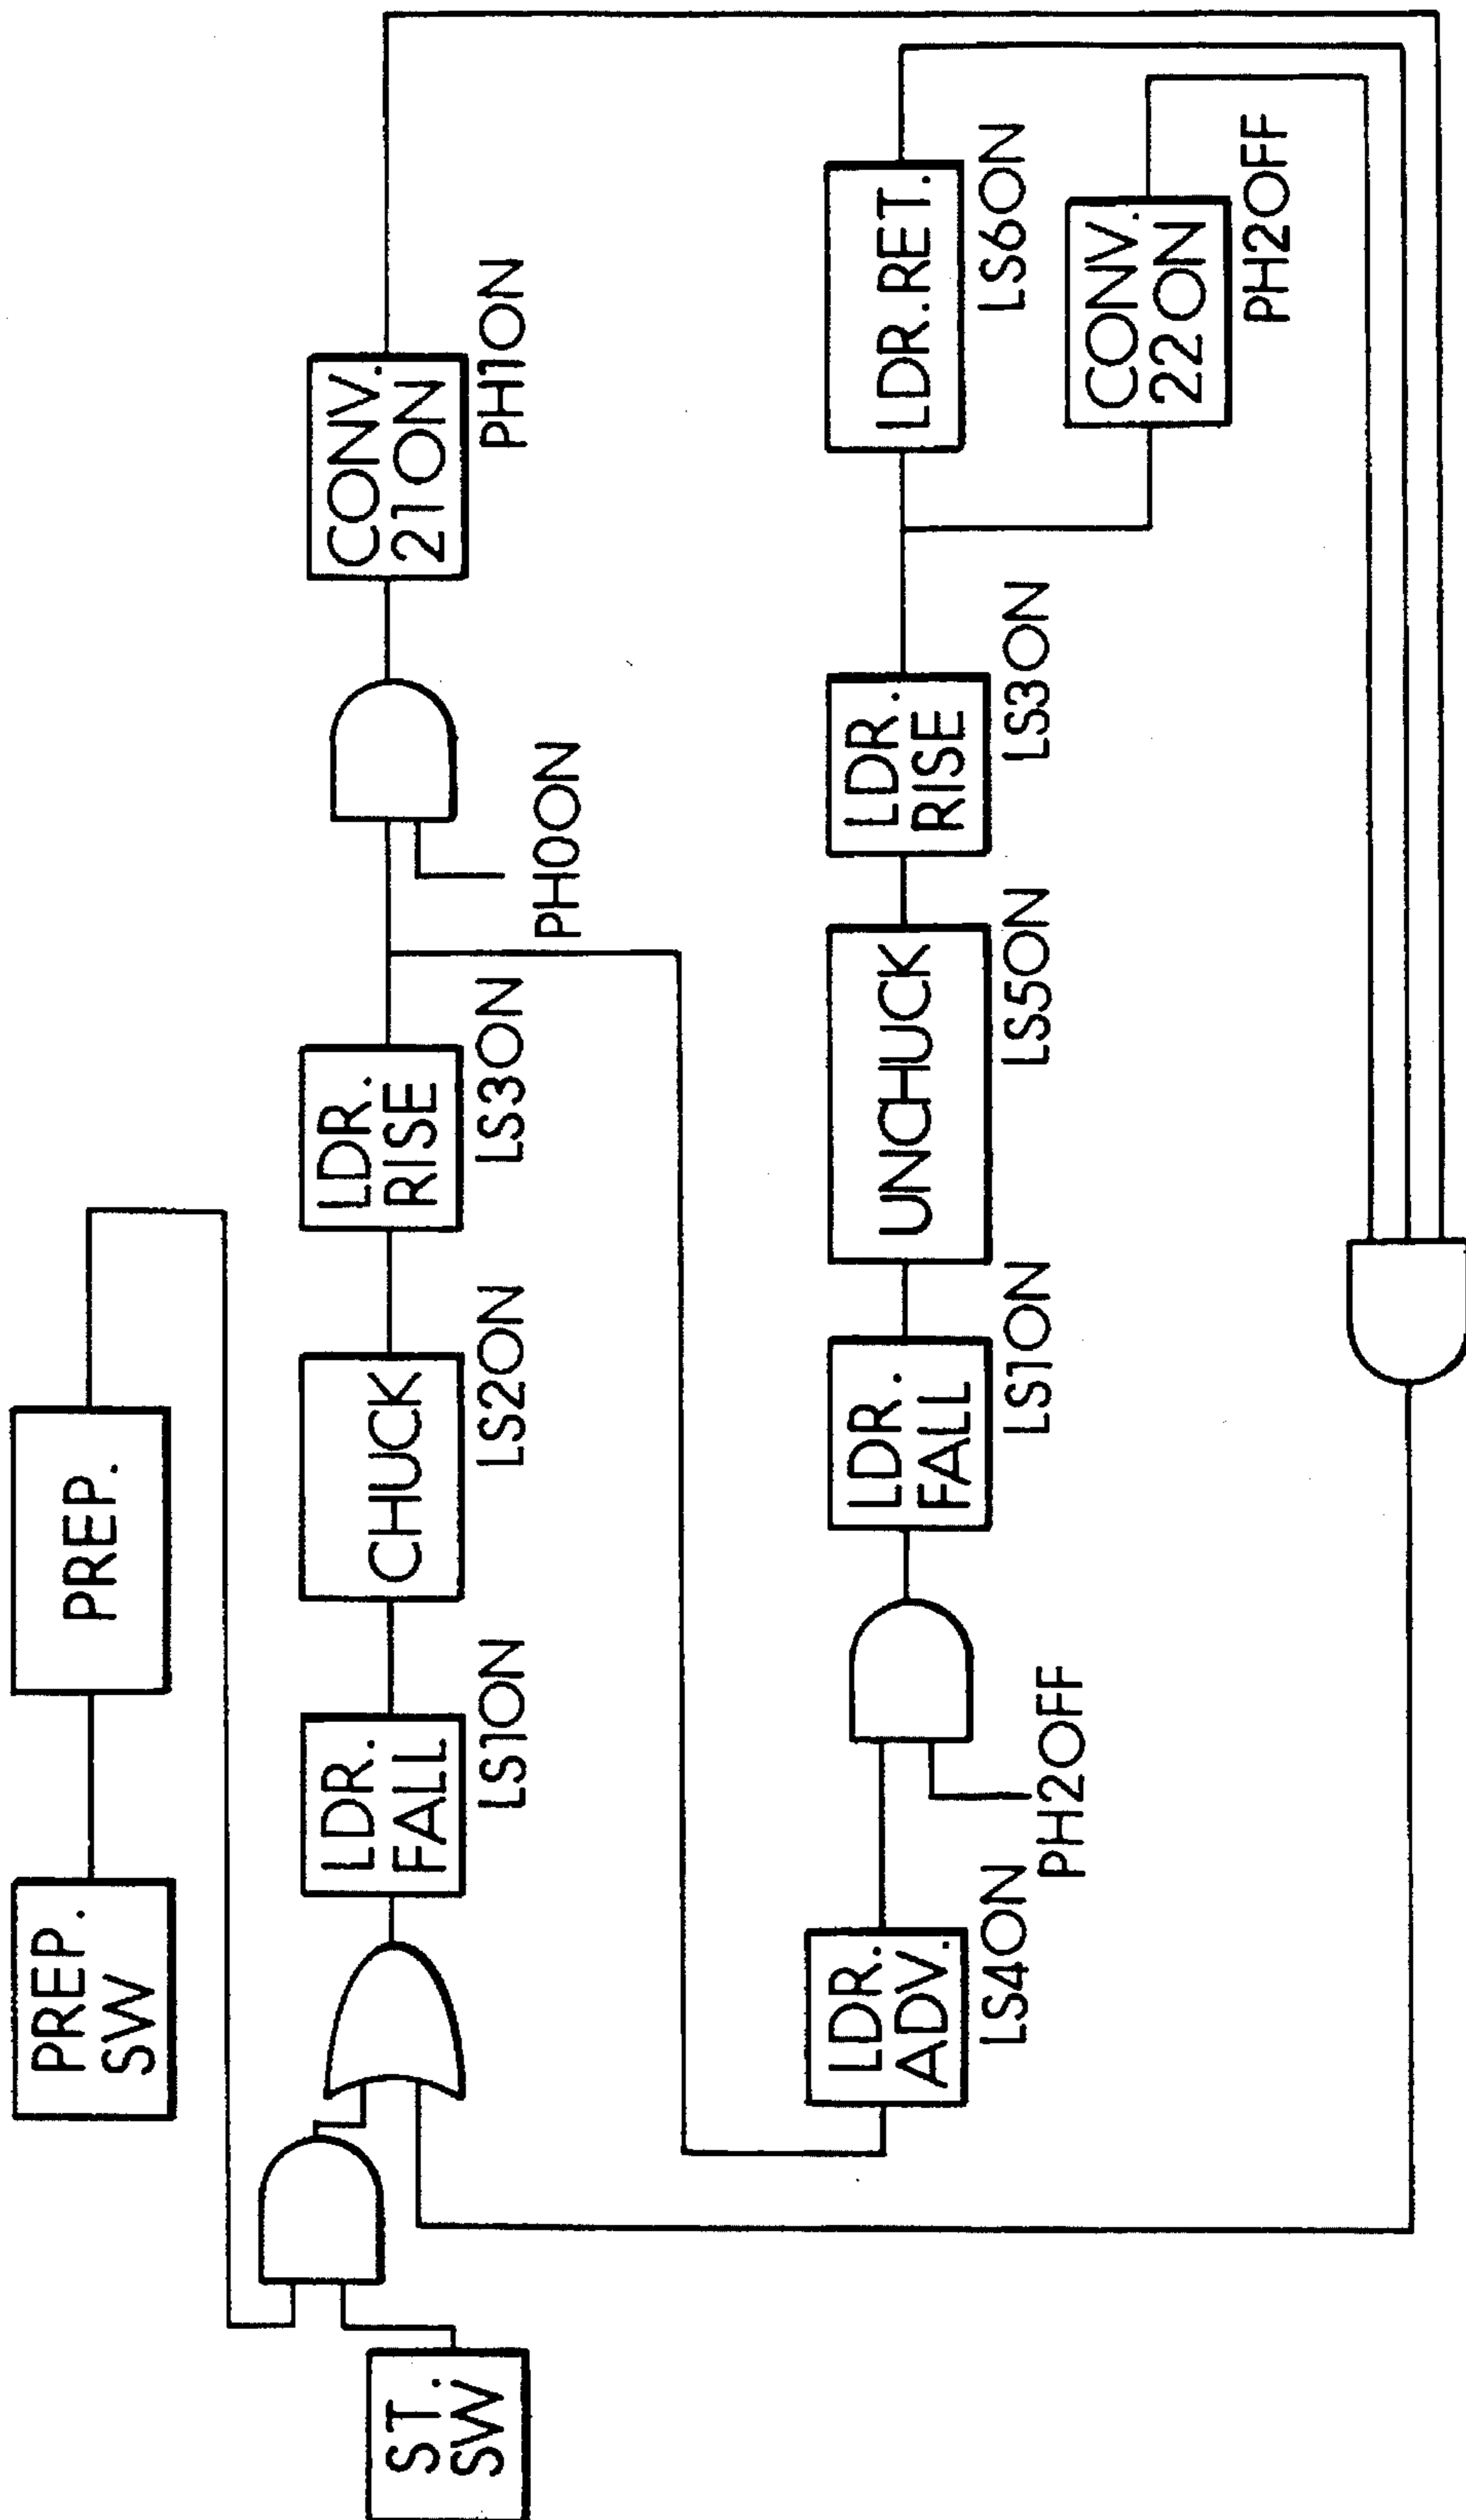 PREP.
SW
PREP.
ST.
SW
LDR.
FALL
LS1ON
CHUCK
LS2ON
LDR.
RISE
LS3ON
PH0ON
CONV.
21ON
PH1ON
LDR.
ADV.
LS4ON
PH2OFF
LDR.
FALL
LS1ON
UNCHUCK
LS5ON
LDR.
RISE
LS3ON
LDR.RET.
LS6ON
CONV.
22ON
PH2OFF